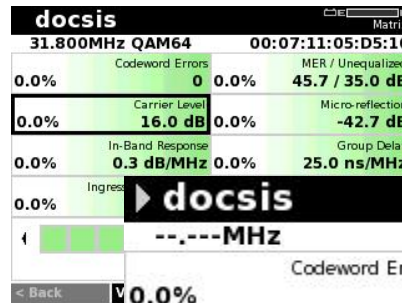 docsis
Matri
31.800MHz QAM64 00:07:11:05:D5:1
Codeword Errors MER / Unequalize
0.0% 0 0.0% 45.7 / 35.0 dB
Carrier Level Micro-reflection
0.0% 16.0 dB 0.0% -42.7 dB
In-Band Response Group Dela
0.0% 0.3 dB/MHz 0.0% 25.0 ns/MHz
Ingress
0.0%
docsis
--.---MHz
Codeword Er
< Back V
0.0%